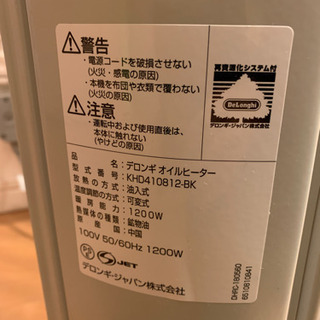 ⚠警告
・電源コードを破損させない
(火災・感電の原因)
・本機を布団や衣類で覆わない
(火災の原因)
⚠注意
・運転中および使用直後は、
本体に触れない
(やけどの原因)
再資源化システム付
DeLonghi
デロンギ・ジャパン株式会社
品 名：デロンギ オイルヒーター
型式番号：KHD410812-BK
放熱の方式：油入式
温度調節の方式：可変式
暖房能力：1200W
熱媒体の種類：鉱物油
原産国：中国
100V 50/60Hz 1200W
PS E JET
デロンギ・ジャパン株式会社
DHRC-180560
6510810841